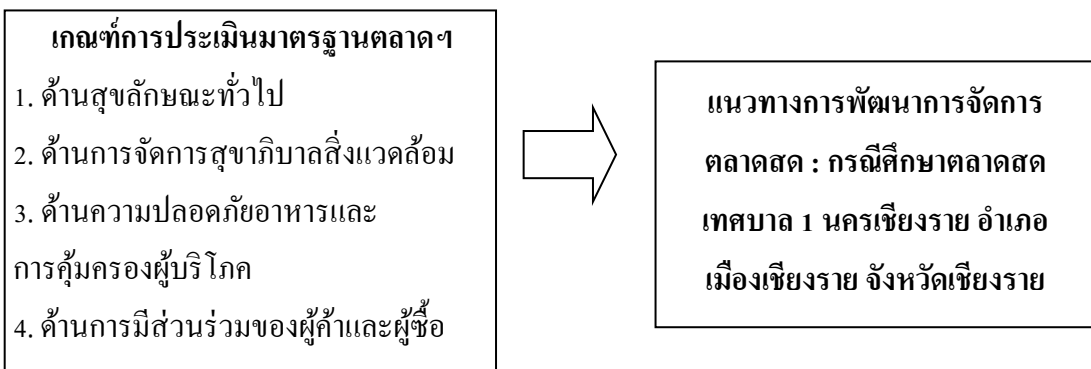 เกณฑ์การประเมินมาตรฐานตลาดฯ
1. ด้านสุขลักษณะทั่วไป
2. ด้านการจัดการสุขาภิบาลสิ่งแวดล้อม
3. ด้านความปลอดภัยอาหารและ
การคุ้มครองผู้บริโภค
4. ด้านการมีส่วนร่วมของผู้ค้าและผู้ซื้อ
แนวทางการพัฒนาการจัดการ
ตลาดสด : กรณีศึกษาตลาดสด
เทศบาล 1 นครเชียงราย อำเภอ
เมืองเชียงราย จังหวัดเชียงราย